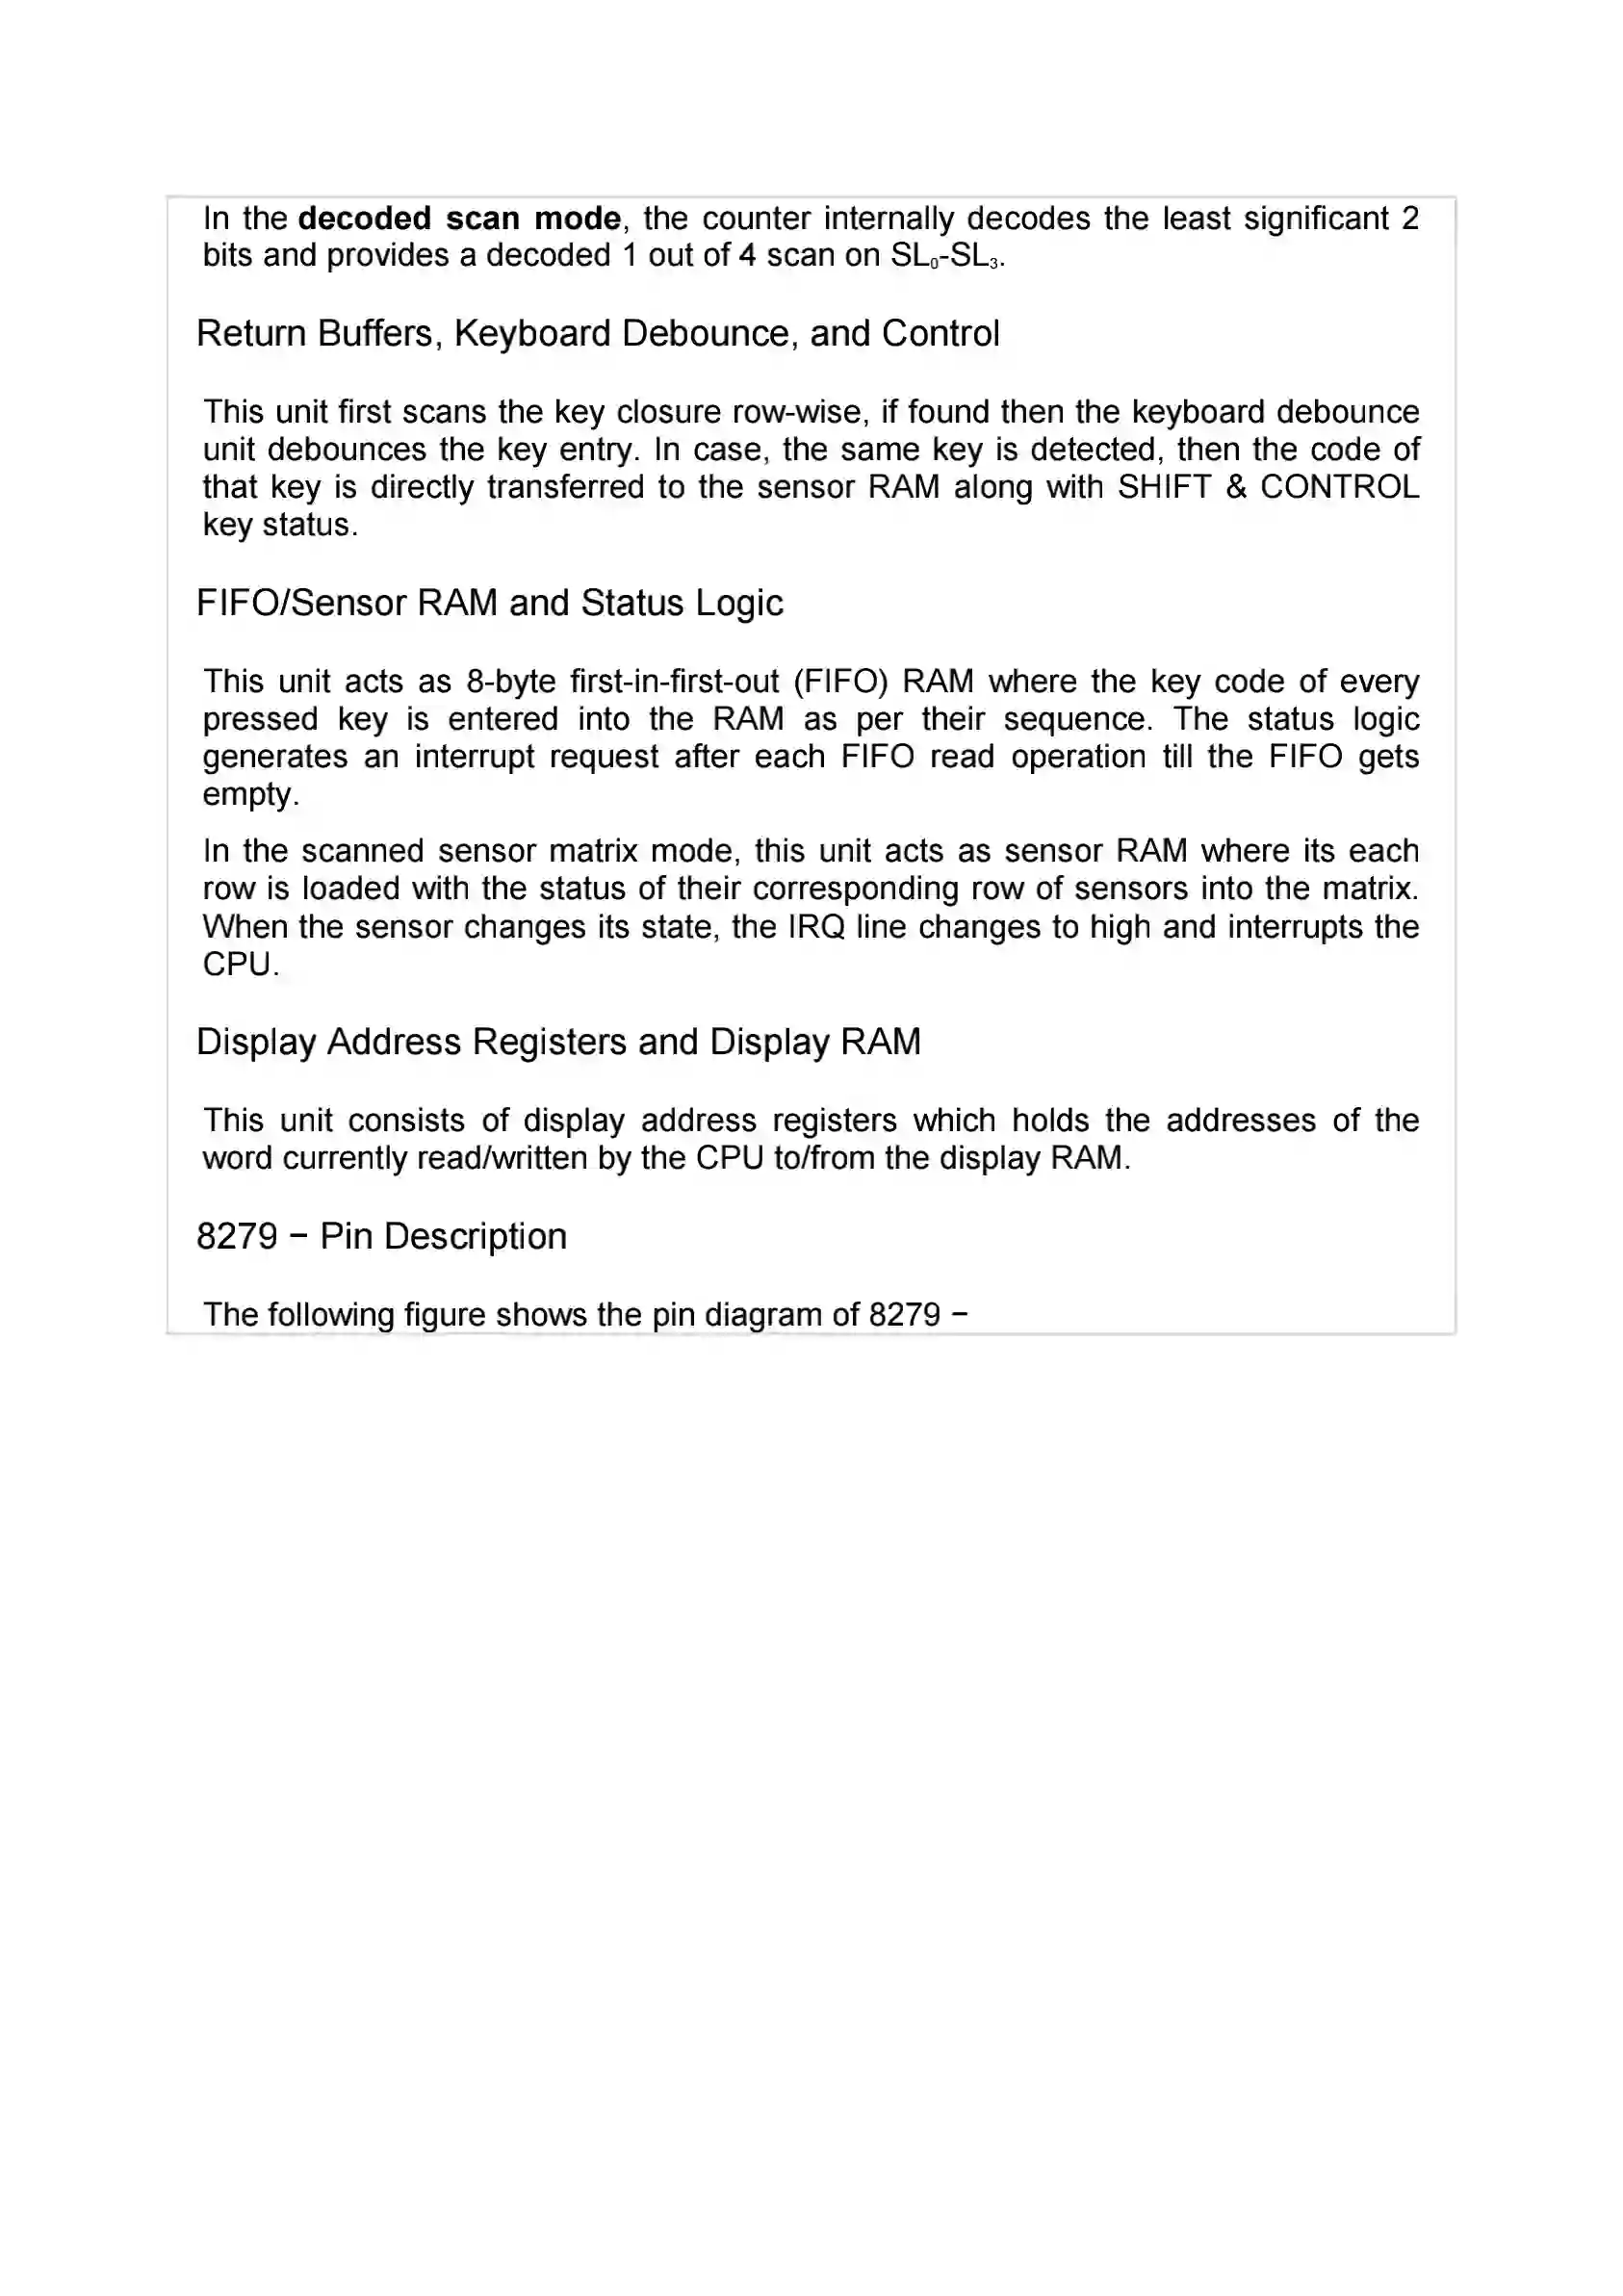 In the decoded scan mode, the counter internally decodes the least significant 2
bits and provides a decoded 1 out of 4 scan on SL₀-SL₃.
Return Buffers, Keyboard Debounce, and Control
This unit first scans the key closure row-wise, if found then the keyboard debounce
unit debounces the key entry. In case, the same key is detected, then the code of
that key is directly transferred to the sensor RAM along with SHIFT & CONTROL
key status.
FIFO/Sensor RAM and Status Logic
This unit acts as 8-byte first-in-first-out (FIFO) RAM where the key code of every
pressed key is entered into the RAM as per their sequence. The status logic
generates an interrupt request after each FIFO read operation till the FIFO gets
empty.
In the scanned sensor matrix mode, this unit acts as sensor RAM where its each
row is loaded with the status of their corresponding row of sensors into the matrix.
When the sensor changes its state, the IRQ line changes to high and interrupts the
CPU.
Display Address Registers and Display RAM
This unit consists of display address registers which holds the addresses of the
word currently read/written by the CPU to/from the display RAM.
8279 − Pin Description
The following figure shows the pin diagram of 8279 −